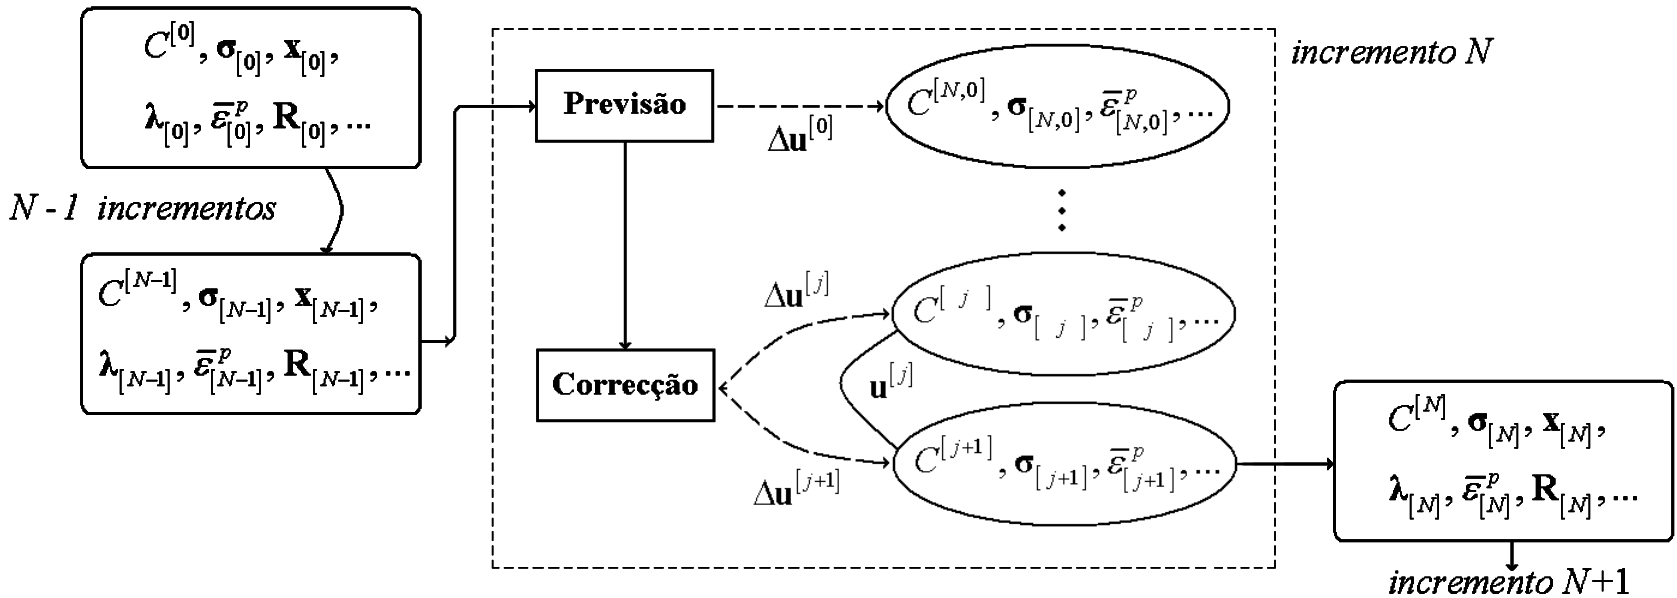 C^[0], σ_[0], x_[0],
λ_[0], ε̅^p_[0], R_[0], ...
N - 1 incrementos
C^[N–1], σ_[N–1], x_[N–1],
λ_[N–1], ε̅^p_[N–1], R_[N–1], ...
incremento N
Previsão
Δu^[0]
C^[N,0], σ_[N,0], ε̅^p_[N,0], ...
⋮
Correcção
Δu^[j]
C^[ j ], σ_[ j ], ε̅^p_[ j ], ...
u^[j]
Δu^[j+1]
C^[j+1], σ_[j+1], ε̅^p_[j+1], ...
C^[N], σ_[N], x_[N],
λ_[N], ε̅^p_[N], R_[N], ...
incremento N+1